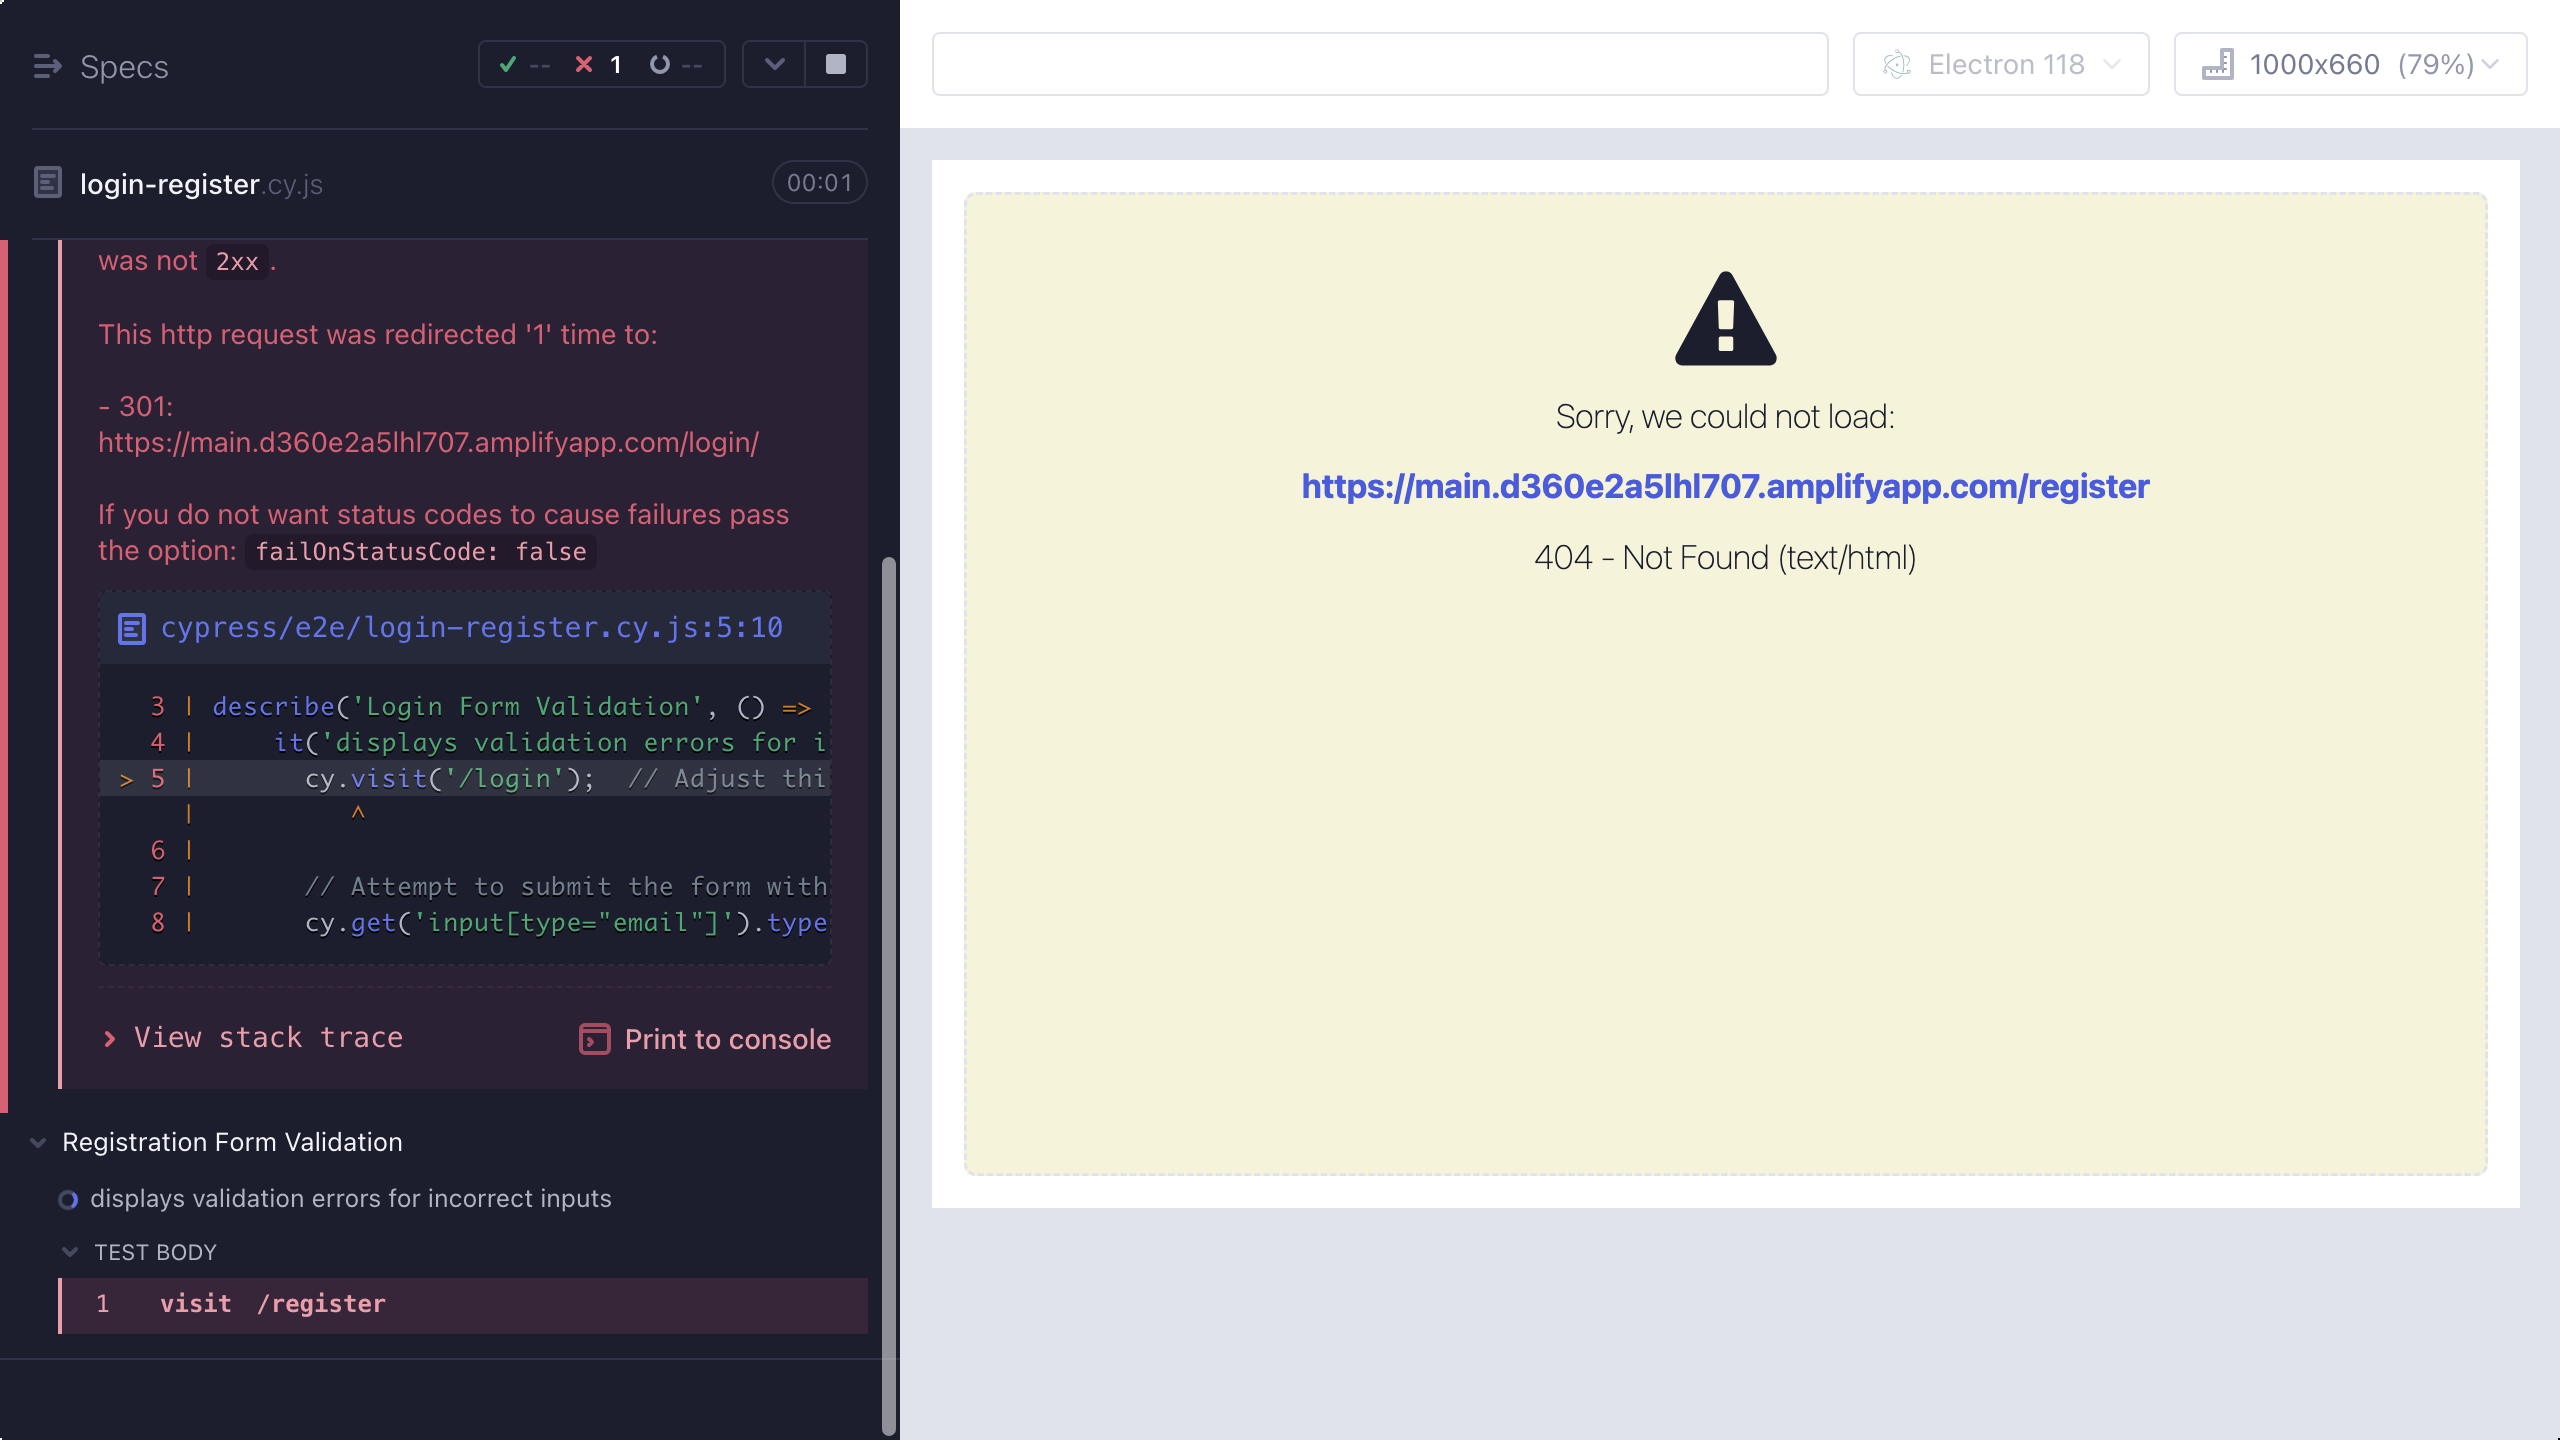 Specs
-- 1 --
login-register.cy.js
00:01
was not 2xx.
This http request was redirected '1' time to:
- 301:
https://main.d360e2a5lhl707.amplifyapp.com/login/
If you do not want status codes to cause failures pass
the option: failOnStatusCode: false
cypress/e2e/login-register.cy.js:5:10
3 | describe('Login Form Validation', () =>
4 | it('displays validation errors for i
> 5 | cy.visit('/login'); // Adjust thi
| ^
6 |
7 | // Attempt to submit the form with
8 | cy.get('input[type="email"]').type
View stack trace
Print to console
Registration Form Validation
displays validation errors for incorrect inputs
TEST BODY
1 visit /register
Electron 118
1000x660 (79%)
Sorry, we could not load:
https://main.d360e2a5lhl707.amplifyapp.com/register
404 - Not Found (text/html)